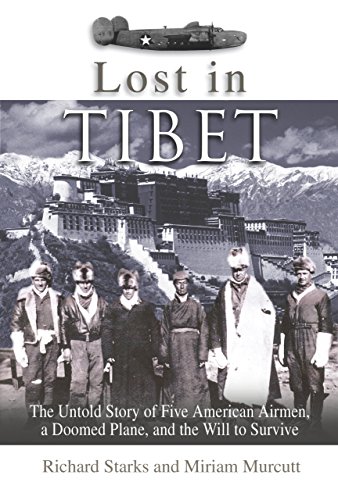 Lost in
TIBET
The Untold Story of Five American Airmen,
a Doomed Plane, and the Will to Survive
Richard Starks and Miriam Murcutt